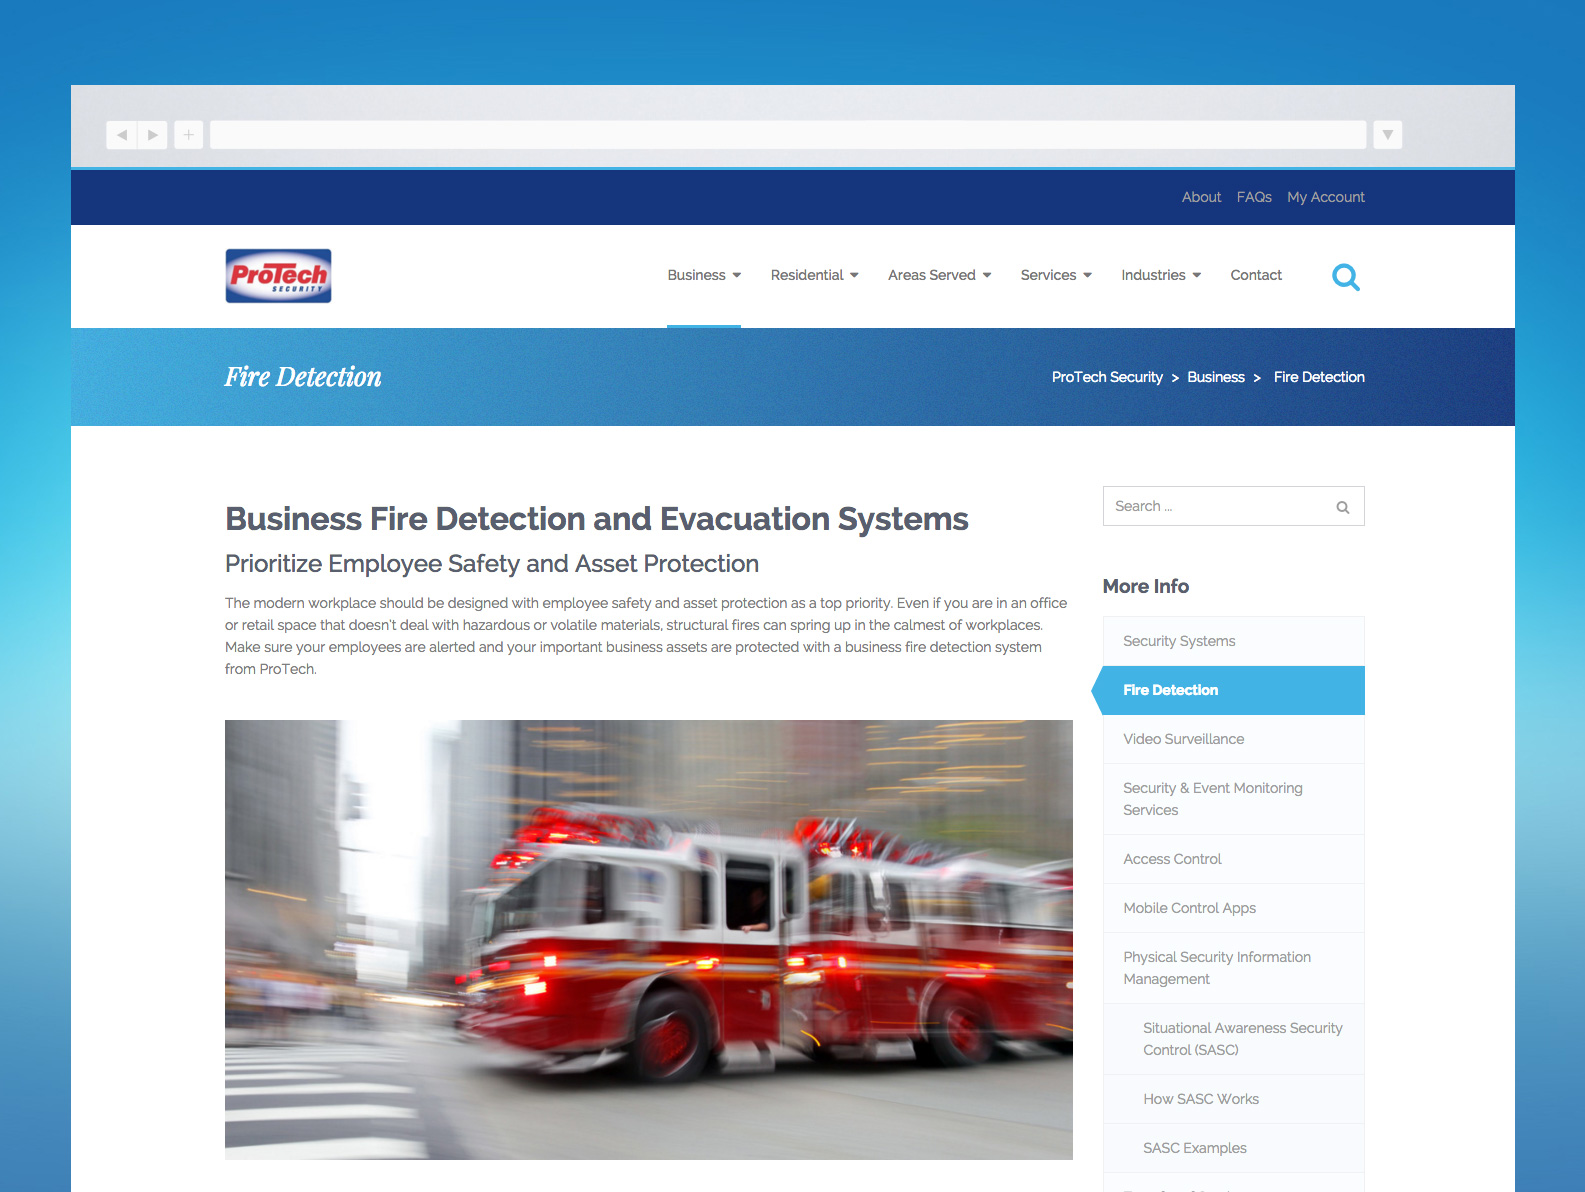 About FAQs My Account
ProTech
SECURITY
Business Residential Areas Served Services Industries Contact
Fire Detection
ProTech Security > Business > Fire Detection
Business Fire Detection and Evacuation Systems
Prioritize Employee Safety and Asset Protection
The modern workplace should be designed with employee safety and asset protection as a top priority. Even if you are in an office
or retail space that doesn't deal with hazardous or volatile materials, structural fires can spring up in the calmest of workplaces.
Make sure your employees are alerted and your important business assets are protected with a business fire detection system
from ProTech.
Search ...
More Info
Security Systems
Fire Detection
Video Surveillance
Security & Event Monitoring
Services
Access Control
Mobile Control Apps
Physical Security Information
Management
Situational Awareness Security
Control (SASC)
How SASC Works
SASC Examples